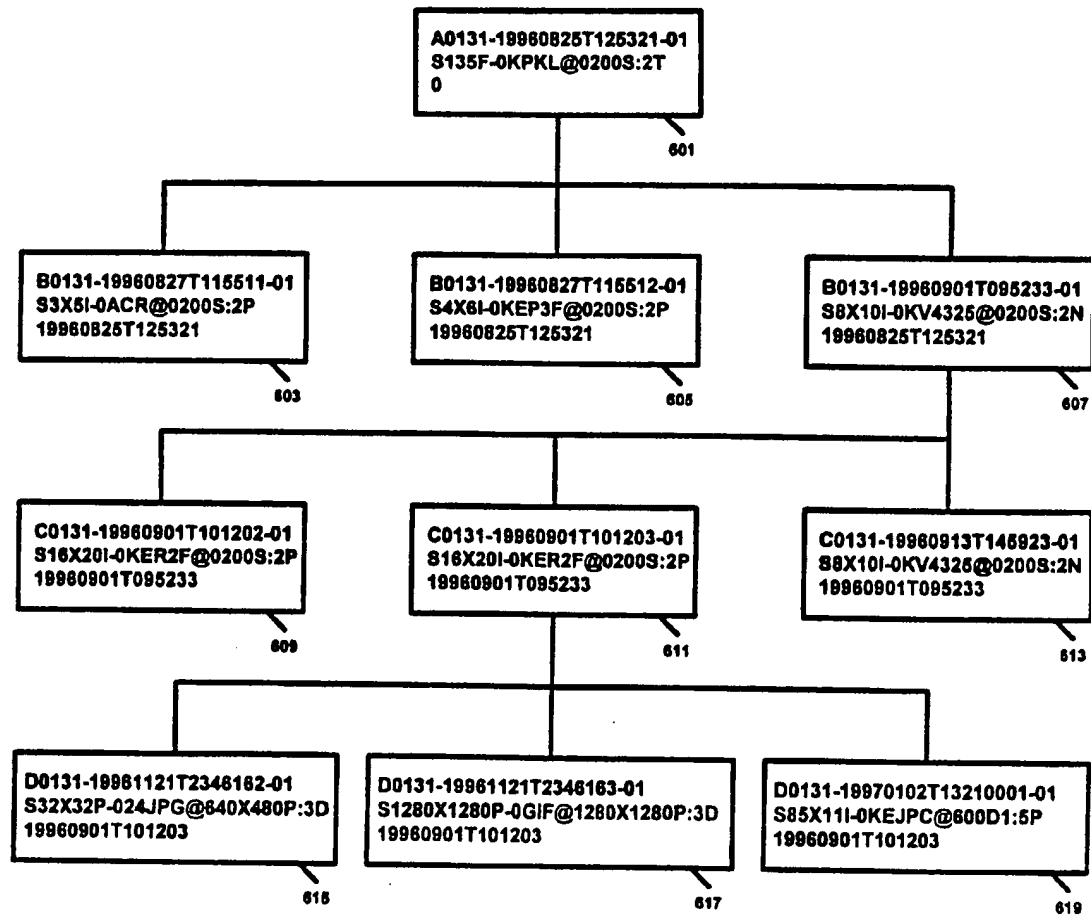 A0131-19960825T125321-01
S135F-0KPKL@0200S:2T
0
601
B0131-19960827T115511-01
S3X5I-0ACR@0200S:2P
19960825T125321
603
B0131-19960827T115512-01
S4X6I-0KEP3F@0200S:2P
19960825T125321
605
B0131-19960901T095233-01
S8X10I-0KV4325@0200S:2N
19960825T125321
607
C0131-19960901T101202-01
S16X20I-0KER2F@0200S:2P
19960901T095233
609
C0131-19960901T101203-01
S16X20I-0KER2F@0200S:2P
19960901T095233
611
C0131-19960913T145923-01
S8X10I-0KV4325@0200S:2N
19960901T095233
613
D0131-19961121T2346162-01
S32X32P-024JPG@640X480P:3D
19960901T101203
615
D0131-19961121T2346163-01
S1280X1280P-0GIF@1280X1280P:3D
19960901T101203
617
D0131-19970102T13210001-01
S85X11I-0KEJPC@600D1:5P
19960901T101203
619